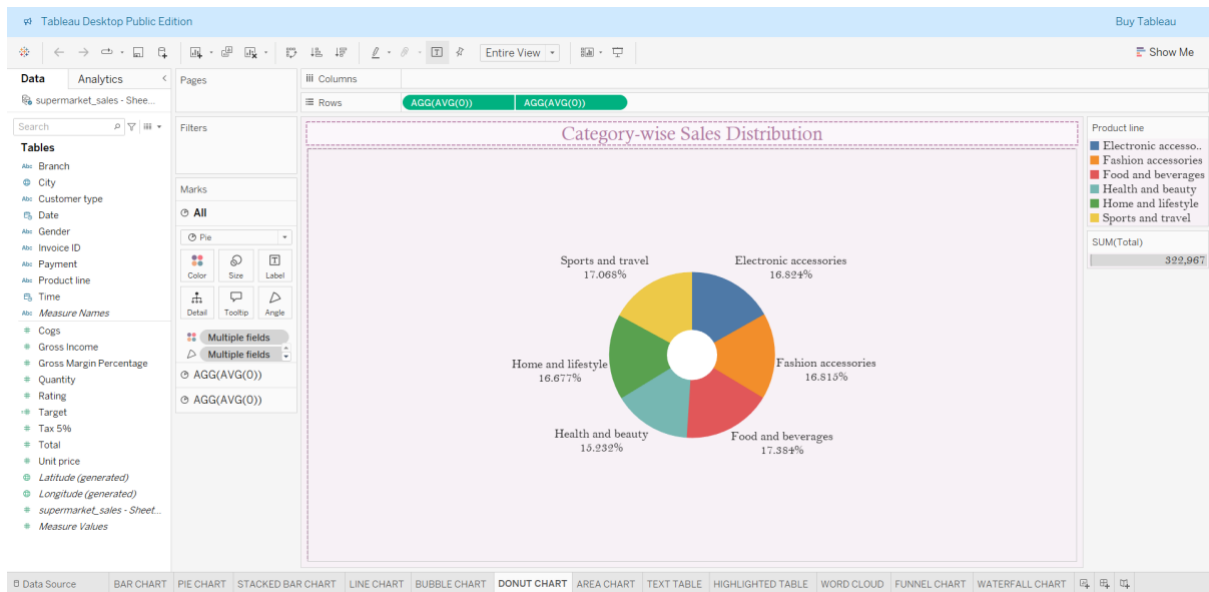 Tableau Desktop Public Edition
Buy Tableau
Entire View
Show Me
Data
Analytics
supermarket_sales - Shee...
Search
Tables
Abc Branch
City
Abc Customer type
Date
Abc Gender
Abc Invoice ID
Abc Payment
Abc Product line
Time
Abc Measure Names
# Cogs
# Gross Income
# Gross Margin Percentage
# Quantity
# Rating
# Target
# Tax 5%
# Total
# Unit price
Latitude (generated)
Longitude (generated)
# supermarket_sales - Sheet...
# Measure Values
Pages
Filters
Marks
All
Pie
Color Size Label
Detail Tooltip Angle
Multiple fields
Multiple fields
AGG(AVG(0))
AGG(AVG(0))
Columns
Rows
AGG(AVG(0)) AGG(AVG(0))
Category-wise Sales Distribution
Sports and travel
17.068%
Electronic accessories
16.824%
Home and lifestyle
16.677%
Fashion accessories
16.815%
Health and beauty
15.232%
Food and beverages
17.384%
Product line
Electronic accesso..
Fashion accessories
Food and beverages
Health and beauty
Home and lifestyle
Sports and travel
SUM(Total)
322,967
Data Source BAR CHART PIE CHART STACKED BAR CHART LINE CHART BUBBLE CHART DONUT CHART AREA CHART TEXT TABLE HIGHLIGHTED TABLE WORD CLOUD FUNNEL CHART WATERFALL CHART